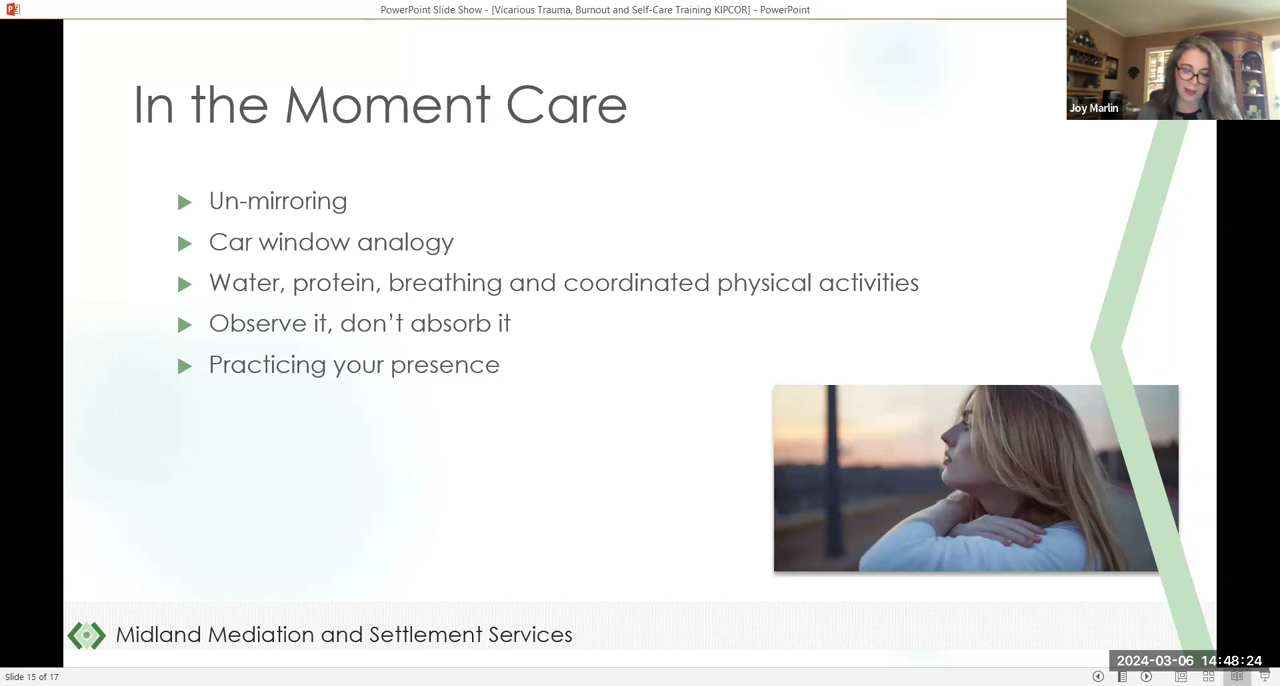 PowerPoint Slide Show - [Vicarious Trauma, Burnout and Self-Care Training KIPCOR] - PowerPoint
Joy Marlin
In the Moment Care
Un-mirroring
Car window analogy
Water, protein, breathing and coordinated physical activities
Observe it, don’t absorb it
Practicing your presence
Midland Mediation and Settlement Services
2024-03-06 14:48:24
Slide 15 of 17